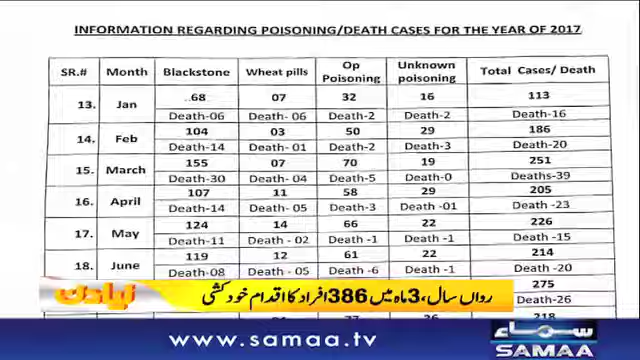 INFORMATION REGARDING POISONING/DEATH CASES FOR THE YEAR OF 2017
SR.# Month Blackstone Wheat pills Op Poisoning Unknown poisoning Total Cases/ Death
13. Jan 68 07 32 16 113
Death-06 Death- 06 Death-2 Death-2 Death-16
14. Feb 104 03 50 29 186
Death-14 Death- 01 Death-2 Death-3 Death-20
15. March 155 07 70 19 251
Death-30 Death - 04 Death-5 Death-0 Deaths-39
16. April 107 11 58 29 205
Death-14 Death - 05 Death-3 Death -01 Death -23
17. May 124 14 66 22 226
Death-11 Death - 02 Death -1 Death -1 Death -15
18. June 119 12 61 22 214
Death-08 Death - 05 Death -6 Death -1 Death -20
275
Death-26
نیا دن
رواں سال، 3 ماہ میں 386 افراد کا اقدام خودکشی
218
www.samaa.tv
سماء
SAMAA